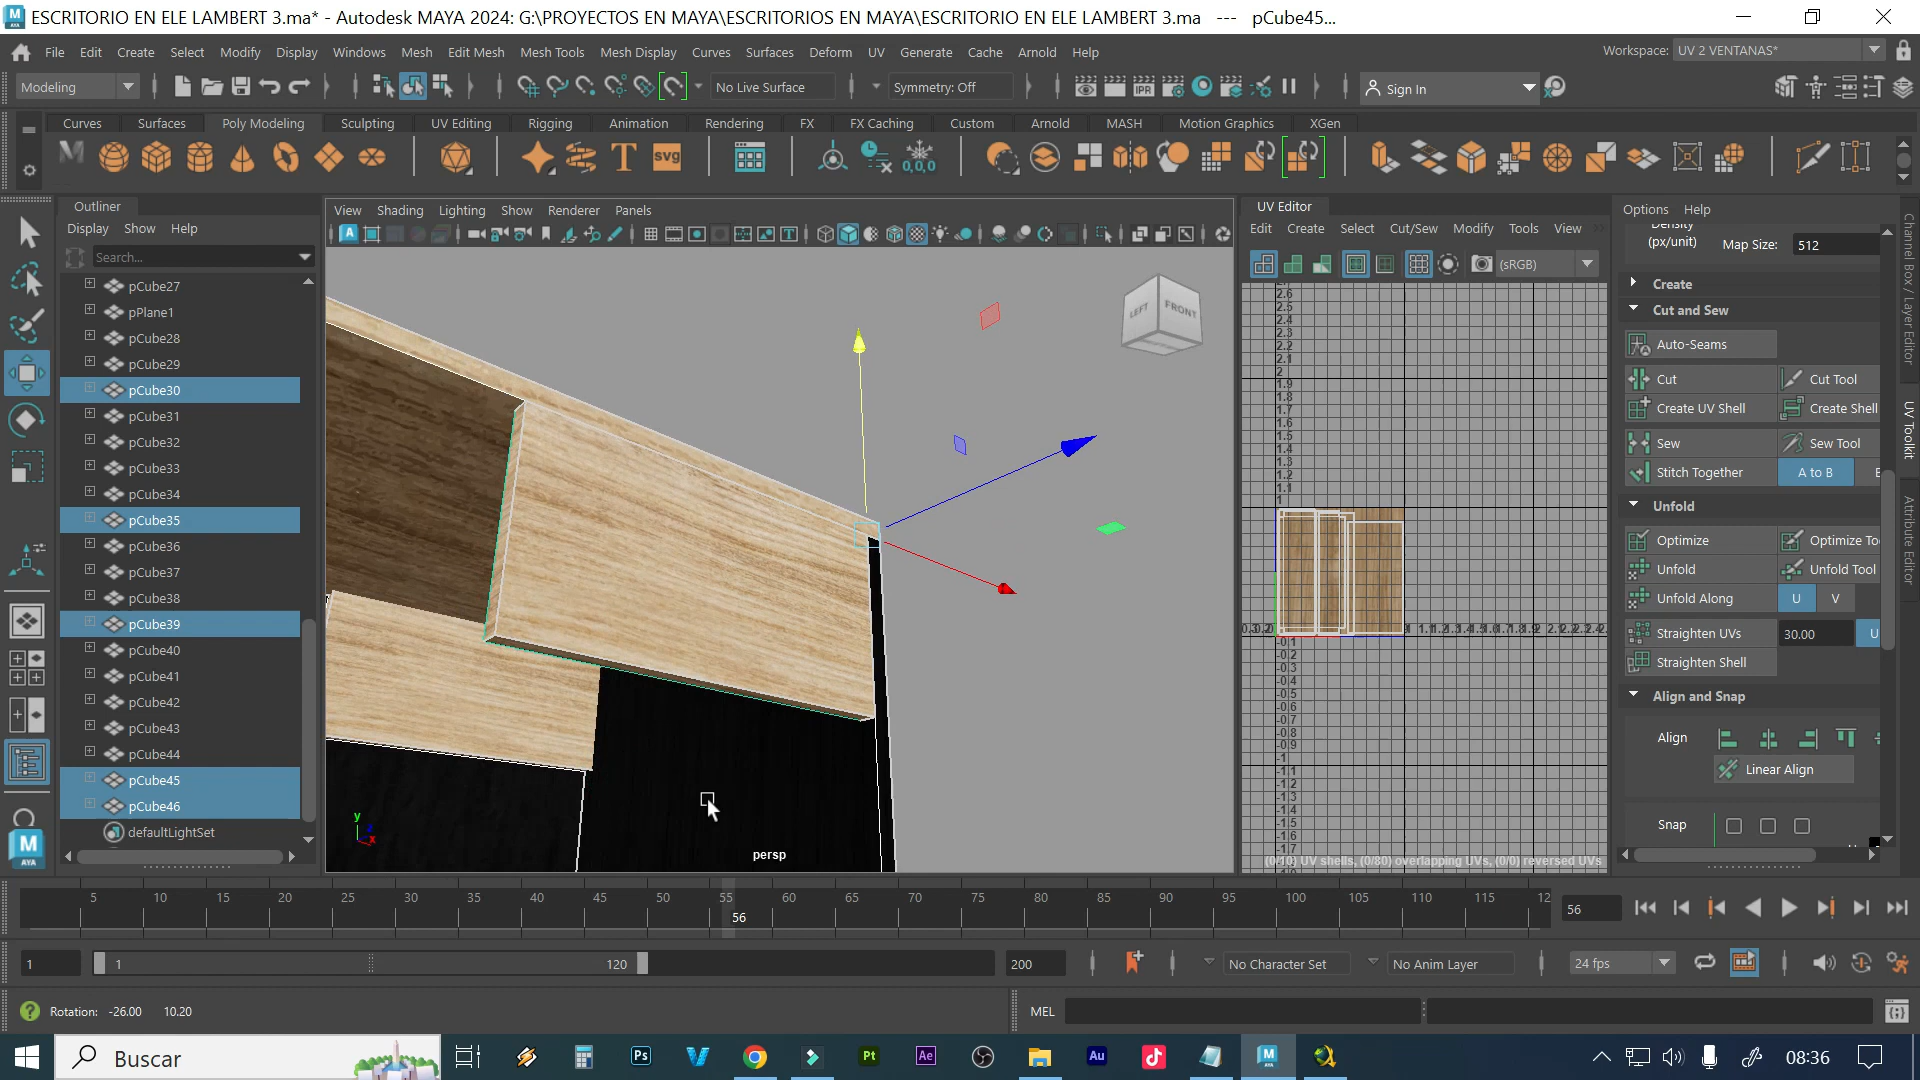 ESCRITORIO EN ELE LAMBERT 3.ma* - Autodesk MAYA 2024: G:\PROYECTOS EN MAYA\ESCRITORIOS EN MAYA\ESCRITORIO EN ELE LAMBERT 3.ma --- pCube45...
File Edit Create Select Modify Display Windows Mesh Edit Mesh Mesh Tools Mesh Display Curves Surfaces Deform UV Generate Cache Arnold Help
Workspace: UV 2 VENTANAS*
Modeling
No Live Surface
Symmetry: Off
Sign In
Curves Surfaces Poly Modeling Sculpting UV Editing Rigging Animation Rendering FX FX Caching Custom Arnold MASH Motion Graphics XGen
Outliner
Display Show Help
Search...
pCube27
pPlane1
pCube28
pCube29
pCube30
pCube31
pCube32
pCube33
pCube34
pCube35
pCube36
pCube37
pCube38
pCube39
pCube40
pCube41
pCube42
pCube43
pCube44
pCube45
pCube46
defaultLightSet
View Shading Lighting Show Renderer Panels
LEFT FRONT
persp
UV Editor
Edit Create Select Cut/Sew Modify Tools View
(sRGB)
(0/10) UV shells, (0/80) overlapping UVs, (0/0) reversed UVs
Options Help
Density
(px/unit)
Map Size: 512
Create
Cut and Sew
Auto-Seams
Cut Cut Tool
Create UV Shell Create Shell
Sew Sew Tool
Stitch Together A to B
Unfold
Optimize Optimize To
Unfold Unfold Tool
Unfold Along U V
Straighten UVs 30.00 U
Straighten Shell
Align and Snap
Align
Linear Align
Snap
Channel Box / Layer Editor
UV Toolkit
Attribute Editor
5 10 15 20 25 30 35 40 45 50 55 60 65 70 75 80 85 90 95 100 105 110 115 12
56
56
1 1 120 200
No Character Set
No Anim Layer
24 fps
Rotation: -26.00 10.20
MEL
Buscar
08:36